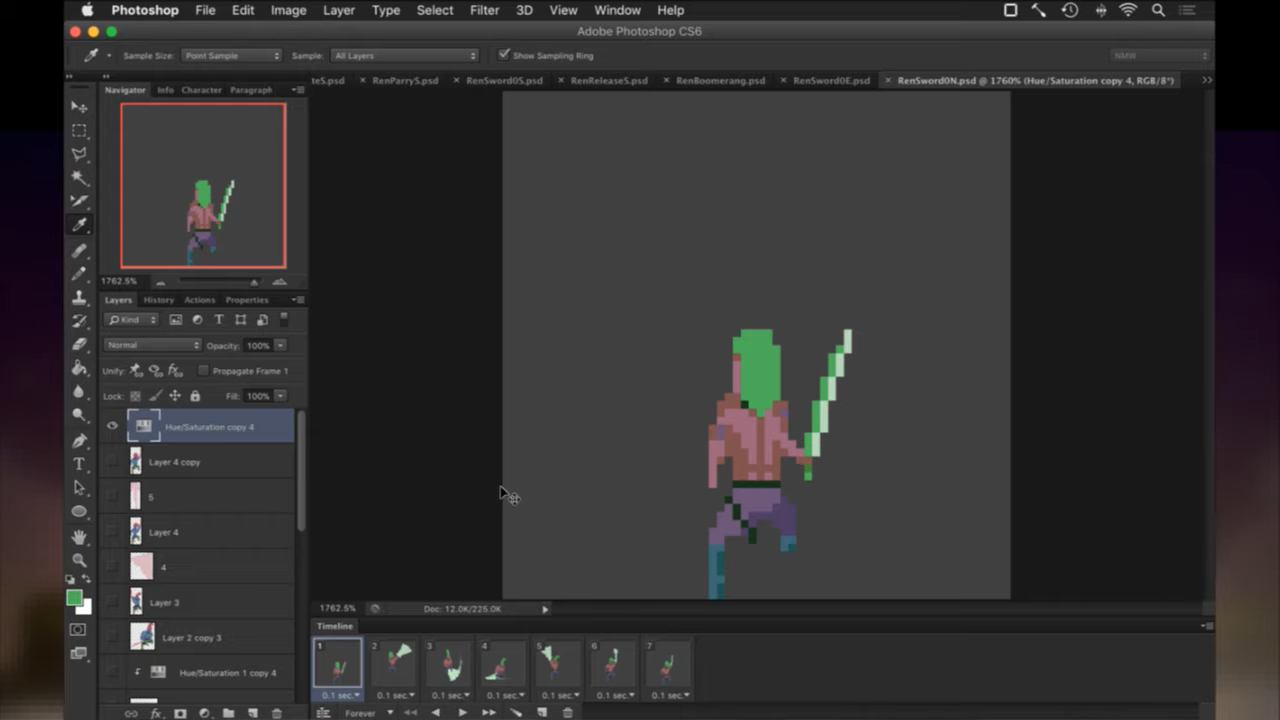 Photoshop File Edit Image Layer Type Select Filter 3D View Window Help
Adobe Photoshop CS6
Sample Size: Point Sample Sample: All Layers Show Sampling Ring NMW
teS.psd × RenParryS.psd × RenSword0S.psd × RenReleaseS.psd × RenBoomerang.psd × RenSword0E.psd × RenSword0N.psd @ 1760% (Hue/Saturation copy 4, RGB/8*)
Navigator Info Character Paragraph
1762.5%
Layers History Actions Properties
Kind
Normal Opacity: 100%
Unify: Propagate Frame 1
Lock: Fill: 100%
Hue/Saturation copy 4
Layer 4 copy
5
Layer 4
4
Layer 3
Layer 2 copy 3
Hue/Saturation 1 copy 4
1762.5% Doc: 12.0K/225.0K
Timeline
1 2 3 4 5 6 7
0.1 sec. 0.1 sec. 0.1 sec. 0.1 sec. 0.1 sec. 0.1 sec. 0.1 sec.
Forever